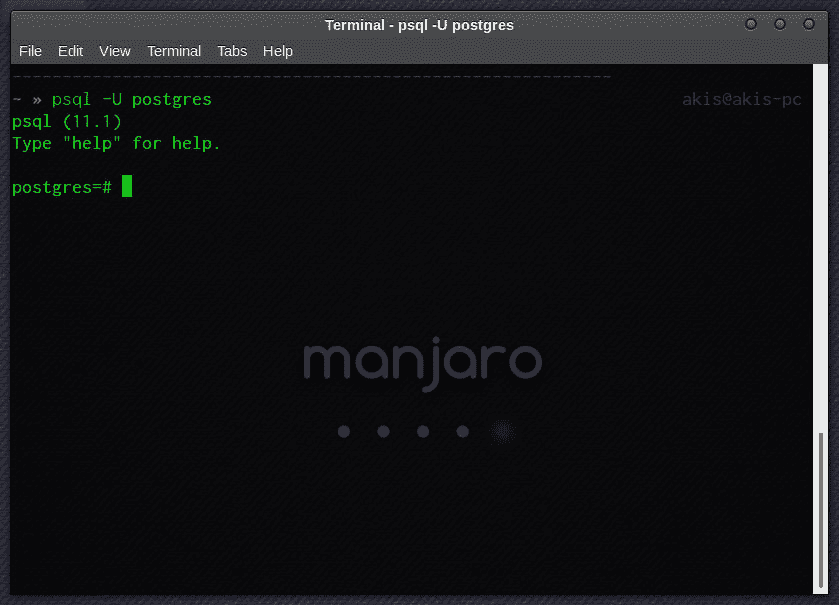 Terminal - psql -U postgres
File Edit View Terminal Tabs Help
------------------------------------------------------------
~ » psql -U postgres akis@akis-pc
psql (11.1)
Type "help" for help.
postgres=#
manjaro